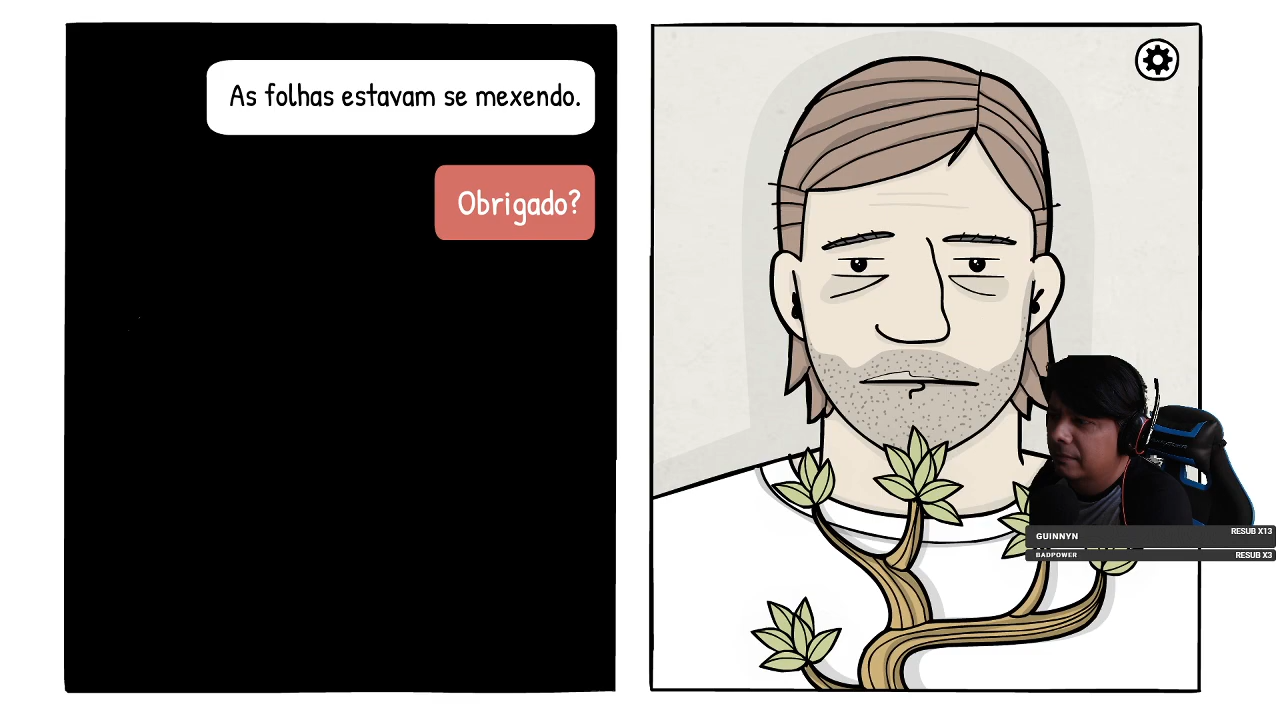 As folhas estavam se mexendo.
Obrigado?
GUINNYN RESUB X13
BADPOWER RESUB X3